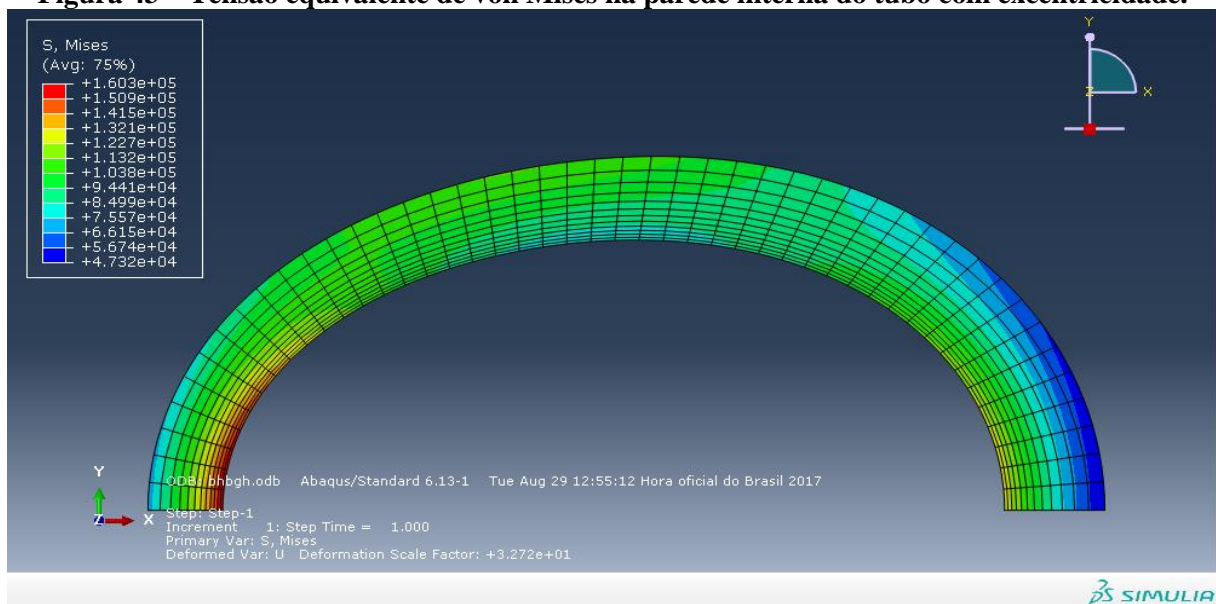 Figura 45 – Tensão equivalente de von Mises na parede interna do tubo com excentricidade.
S, Mises
(Avg: 75%)
+1.603e+05
+1.509e+05
+1.415e+05
+1.321e+05
+1.227e+05
+1.132e+05
+1.038e+05
+9.441e+04
+8.499e+04
+7.557e+04
+6.615e+04
+5.674e+04
+4.732e+04
Y
Z
X
Y
Z
X
ODB: bhbgh.odb Abaqus/Standard 6.13-1 Tue Aug 29 12:55:12 Hora oficial do Brasil 2017
Step: Step-1
Increment 1: Step Time = 1.000
Primary Var: S, Mises
Deformed Var: U Deformation Scale Factor: +3.272e+01
SIMULIA